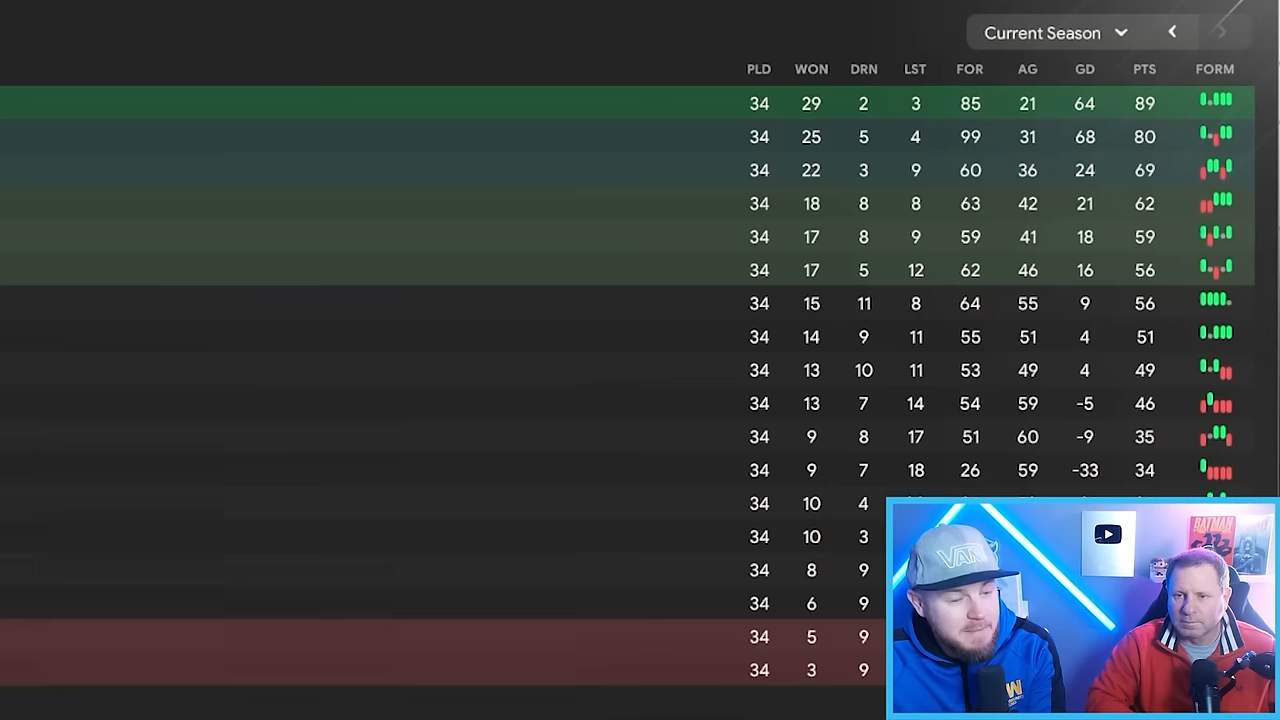 Current Season
PLD WON DRN LST FOR AG GD PTS FORM
34 29 2 3 85 21 64 89
34 25 5 4 99 31 68 80
34 22 3 9 60 36 24 69
34 18 8 8 63 42 21 62
34 17 8 9 59 41 18 59
34 17 5 12 62 46 16 56
34 15 11 8 64 55 9 56
34 14 9 11 55 51 4 51
34 13 10 11 53 49 4 49
34 13 7 14 54 59 -5 46
34 9 8 17 51 60 -9 35
34 9 7 18 26 59 -33 34
34 10 4
34 10 3
34 8 9
34 6 9
34 5 9
34 3 9
BATMAN
VANS
W